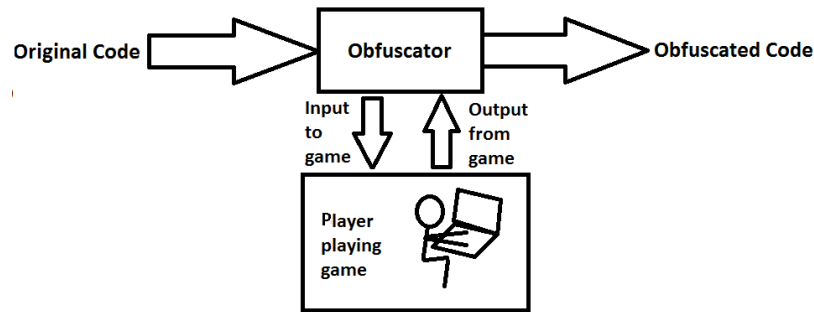 Original Code
Obfuscator
Obfuscated Code
Input
to
game
Output
from
game
Player
playing
game